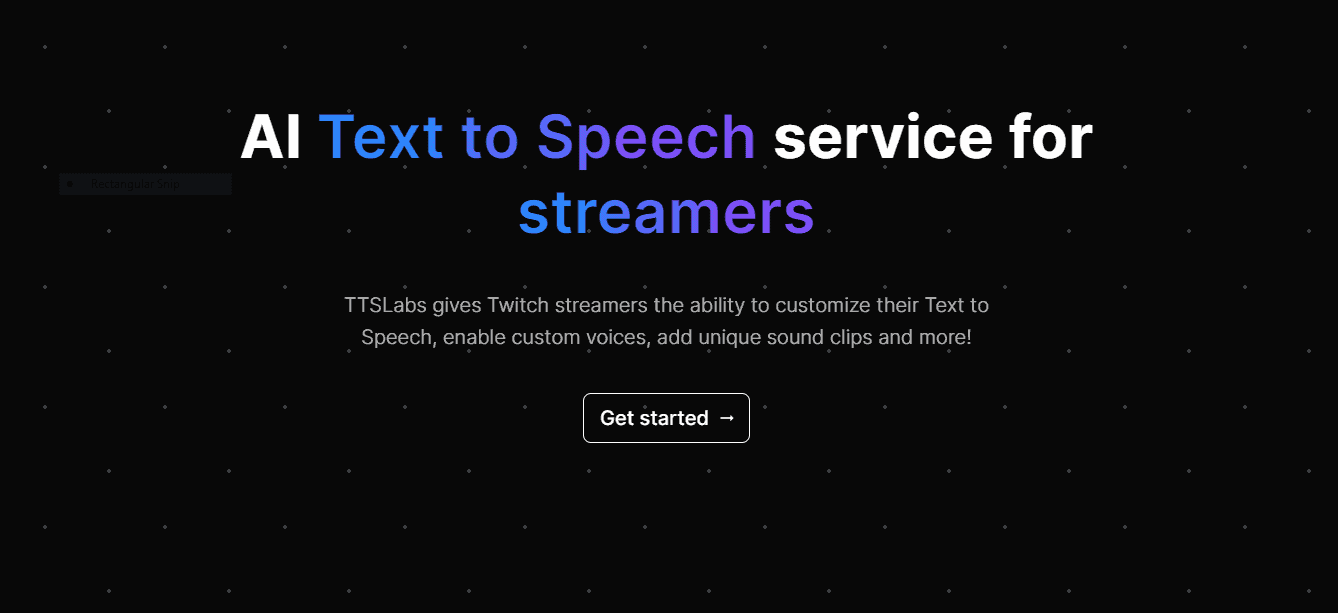 AI Text to Speech service for
streamers
Rectangular Snip
TTSLabs gives Twitch streamers the ability to customize their Text to
Speech, enable custom voices, add unique sound clips and more!
Get started →